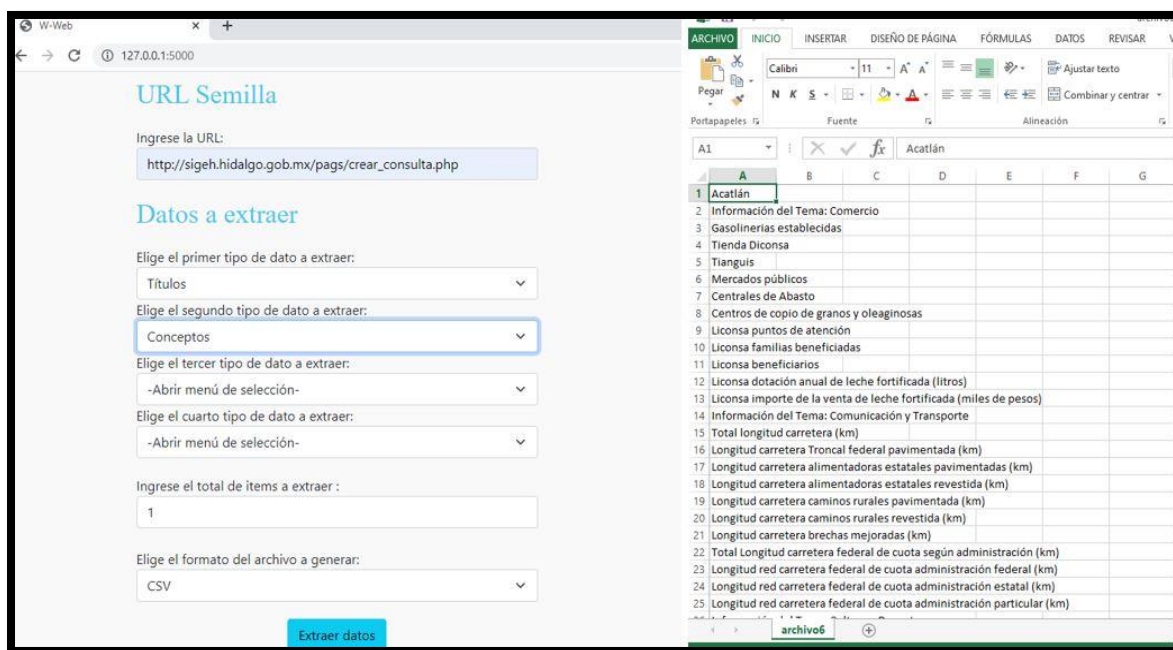 W-Web
127.0.0.1:5000
URL Semilla
Ingrese la URL:
http://sigeh.hidalgo.gob.mx/pags/crear_consulta.php
Datos a extraer
Elige el primer tipo de dato a extraer:
Títulos
Elige el segundo tipo de dato a extraer:
Conceptos
Elige el tercer tipo de dato a extraer:
-Abrir menú de selección-
Elige el cuarto tipo de dato a extraer:
-Abrir menú de selección-
Ingrese el total de items a extraer :
1
Elige el formato del archivo a generar:
CSV
Extraer datos
ARCHIVO INICIO INSERTAR DISEÑO DE PÁGINA FÓRMULAS DATOS REVISAR
Calibri 11 A A Ajustar texto
Pegar N K S A Combinar y centrar
Portapapeles Fuente Alineación
A1 fx Acatlán
A B C D E F G
1 Acatlán
2 Información del Tema: Comercio
3 Gasolinerias establecidas
4 Tienda Diconsa
5 Tianguis
6 Mercados públicos
7 Centrales de Abasto
8 Centros de copio de granos y oleaginosas
9 Liconsa puntos de atención
10 Liconsa familias beneficiadas
11 Liconsa beneficiarios
12 Liconsa dotación anual de leche fortificada (litros)
13 Liconsa importe de la venta de leche fortificada (miles de pesos)
14 Información del Tema: Comunicación y Transporte
15 Total longitud carretera (km)
16 Longitud carretera Troncal federal pavimentada (km)
17 Longitud carretera alimentadoras estatales pavimentadas (km)
18 Longitud carretera alimentadoras estatales revestida (km)
19 Longitud carretera caminos rurales pavimentada (km)
20 Longitud carretera caminos rurales revestida (km)
21 Longitud carretera brechas mejoradas (km)
22 Total Longitud carretera federal de cuota según administración (km)
23 Longitud red carretera federal de cuota administración federal (km)
24 Longitud red carretera federal de cuota administración estatal (km)
25 Longitud red carretera federal de cuota administración particular (km)
archivo6